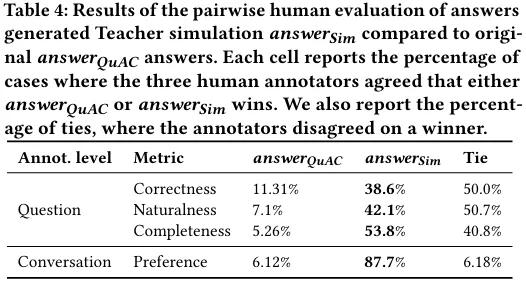 Table 4: Results of the pairwise human evaluation of answers
generated Teacher simulation answerSim compared to origi-
nal answerQuAC answers. Each cell reports the percentage of
cases where the three human annotators agreed that either
answerQuAC or answerSim wins. We also report the percent-
age of ties, where the annotators disagreed on a winner.
Annot. level Metric answerQuAC answerSim Tie
Correctness 11.31% 38.6% 50.0%
Question Naturalness 7.1% 42.1% 50.7%
Completeness 5.26% 53.8% 40.8%
Conversation Preference 6.12% 87.7% 6.18%